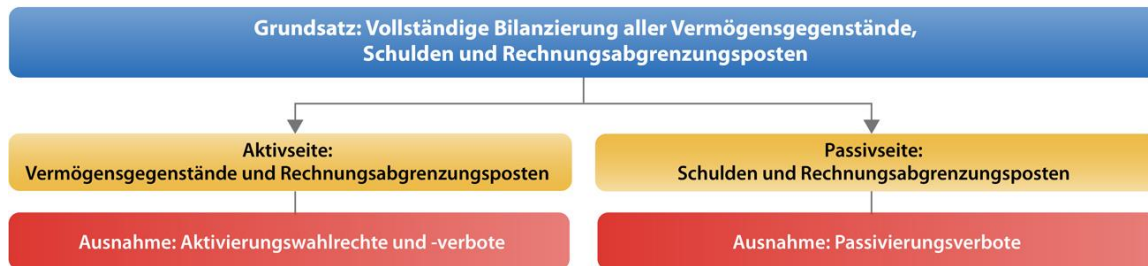 Grundsatz: Vollständige Bilanzierung aller Vermögensgegenstände,
Schulden und Rechnungsabgrenzungsposten
Aktivseite:
Vermögensgegenstände und Rechnungsabgrenzungsposten
Passivseite:
Schulden und Rechnungsabgrenzungsposten
Ausnahme: Aktivierungswahlrechte und -verbote
Ausnahme: Passivierungsverbote